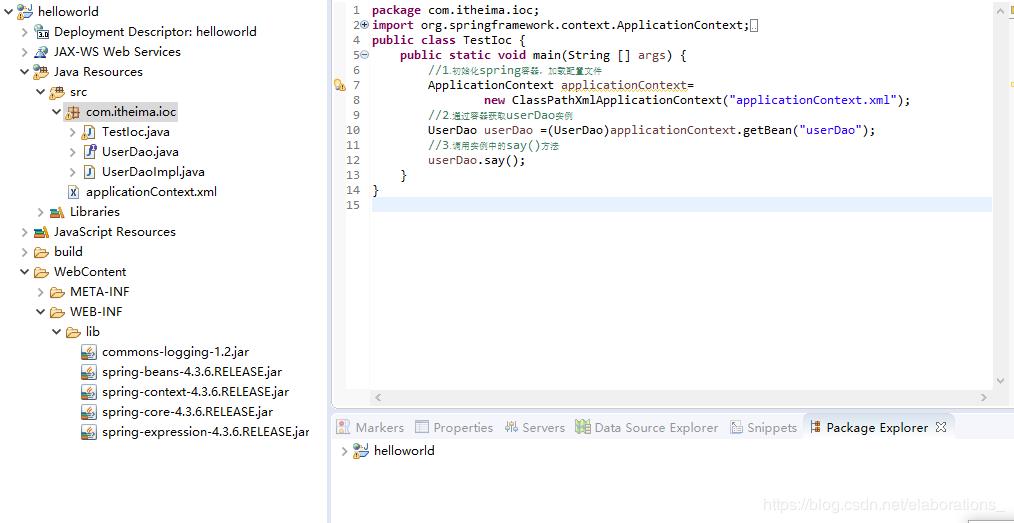 helloworld
Deployment Descriptor: helloworld
JAX-WS Web Services
Java Resources
src
com.itheima.ioc
TestIoc.java
UserDao.java
UserDaoImpl.java
applicationContext.xml
Libraries
JavaScript Resources
build
WebContent
META-INF
WEB-INF
lib
commons-logging-1.2.jar
spring-beans-4.3.6.RELEASE.jar
spring-context-4.3.6.RELEASE.jar
spring-core-4.3.6.RELEASE.jar
spring-expression-4.3.6.RELEASE.jar
1 package com.itheima.ioc;
2 import org.springframework.context.ApplicationContext;
4 public class TestIoc {
5 public static void main(String [] args) {
6 //1.初始化spring容器，加载配置文件
7 ApplicationContext applicationContext=
8 new ClassPathXmlApplicationContext("applicationContext.xml");
9 //2.通过容器获取userDao实例
10 UserDao userDao =(UserDao)applicationContext.getBean("userDao");
11 //3.调用实例中的say()方法
12 userDao.say();
13 }
14 }
15
Markers Properties Servers Data Source Explorer Snippets Package Explorer
helloworld
https://blog.csdn.net/elaborations_